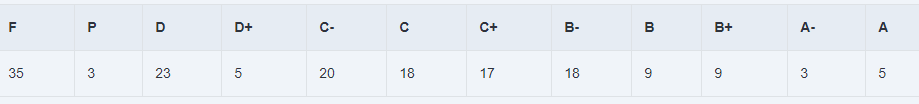 F P D D+ C- C C+ B- B B+ A- A
35 3 23 5 20 18 17 18 9 9 3 5